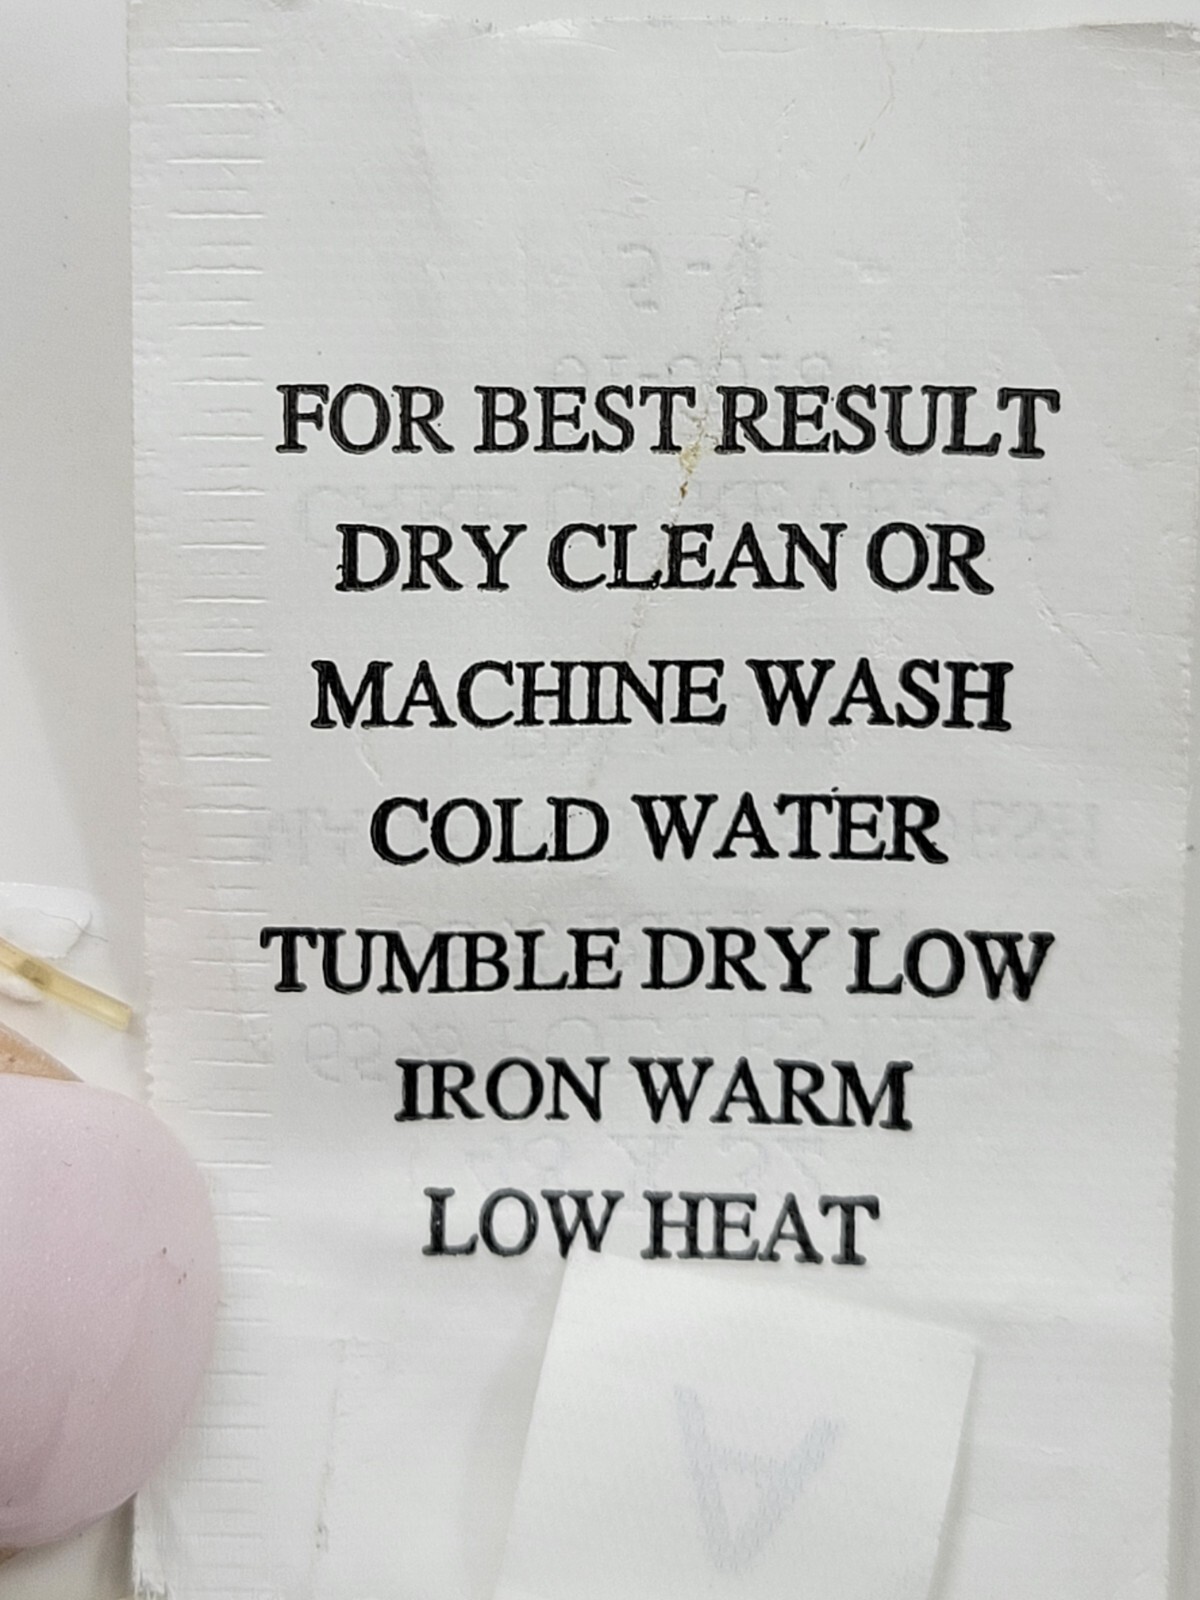 FOR BEST RESULT
DRY CLEAN OR
MACHINE WASH
COLD WATER
TUMBLE DRY LOW
IRON WARM
LOW HEAT